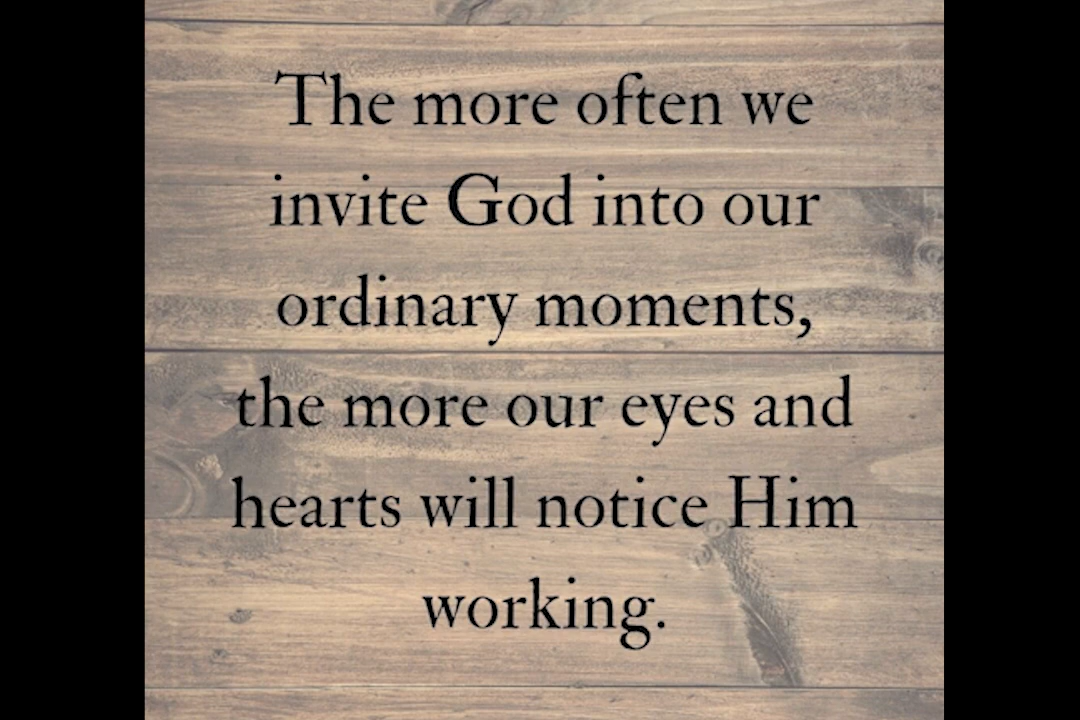 The more often we
invite God into our
ordinary moments,
the more our eyes and
hearts will notice Him
working.